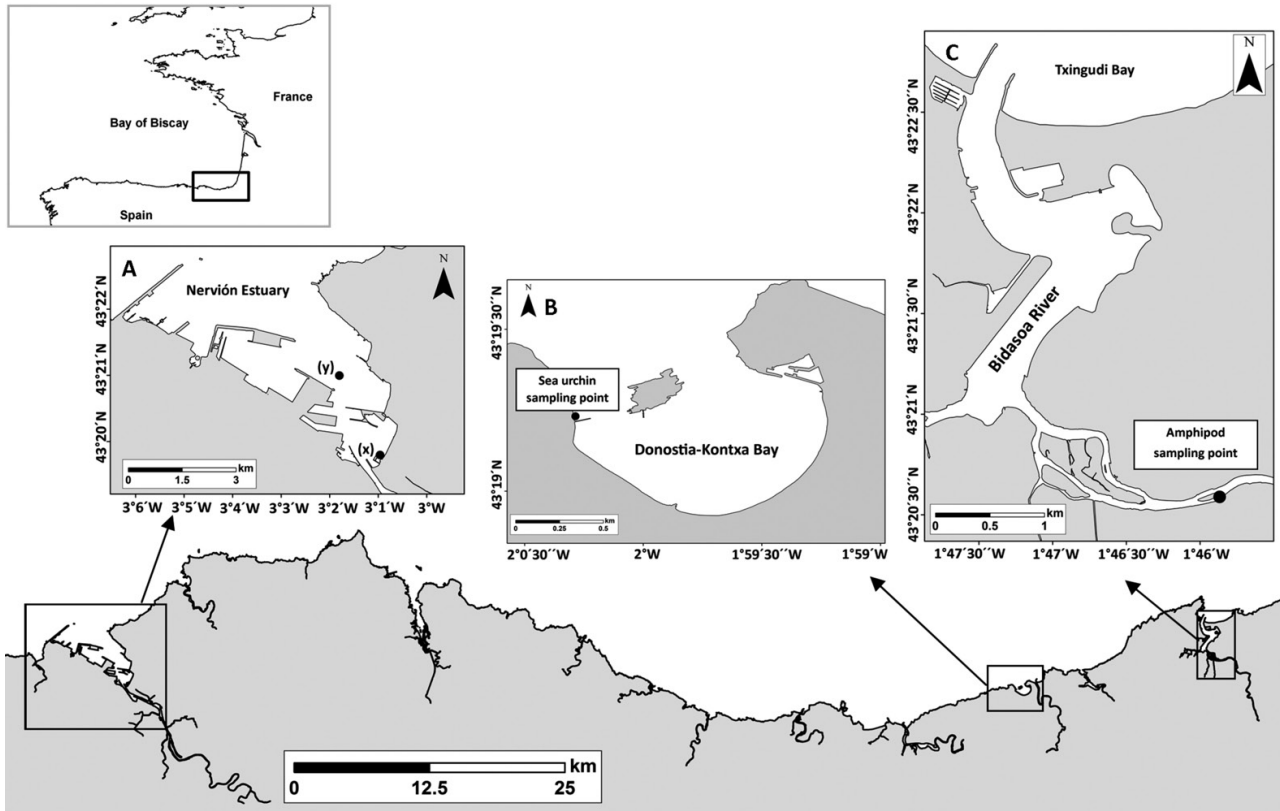 France
Bay of Biscay
Spain
A
N
Nervión Estuary
(y)
(x)
43°22´N
43°21´N
43°20´N
km
0
1.5
3
3°6´W
3°5´W
3°4´W
3°3´W
3°2´W
3°1´W
3°W
B
N
43°19´30´´N
43°19´N
Sea urchin
sampling point
Donostia-Kontxa Bay
km
0
0.25
0.5
2°0.50´´W
2°W
1°59´30´´W
1°59´W
C
N
Txingudi Bay
43°22´30´´N
43°22´N
43°21´30´´N
43°21´N
43°20´30´´N
Bidasoa River
Amphipod
sampling point
km
0
0.5
1
1°47´30´´W
1°47´W
1°46´30´´W
1°46´W
km
0
12.5
25